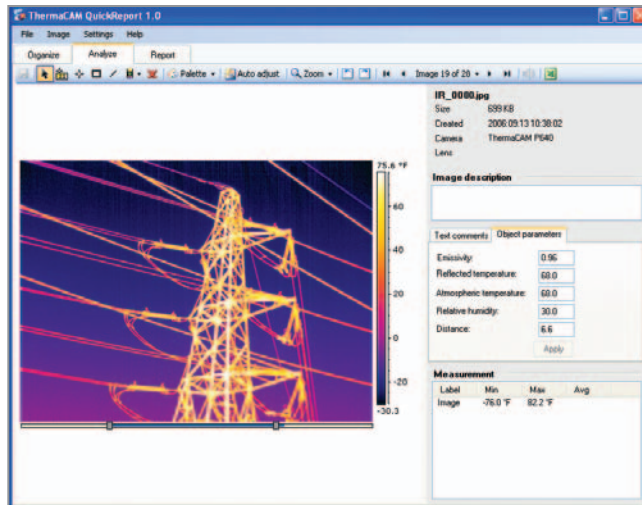 ThermaCAM QuickReport 1.0
File Image Settings Help
Organize Analyze Report
Palette Auto adjust Zoom Image 19 of 28
IR_0000.jpg
Size 699 KB
Created 2006:09:13 10:38:02
Camera ThermaCAM P640
Lens
Image description
75.6 °F
60
40
20
0
-20
-30.3
Text comments Object parameters
Emissivity: 0.96
Reflected temperature: 68.0
Atmospheric temperature: 68.0
Relative humidity: 30.0
Distance: 6.6
Apply
Measurement
Label Min Max Avg
Image -76.0 °F 82.2 °F